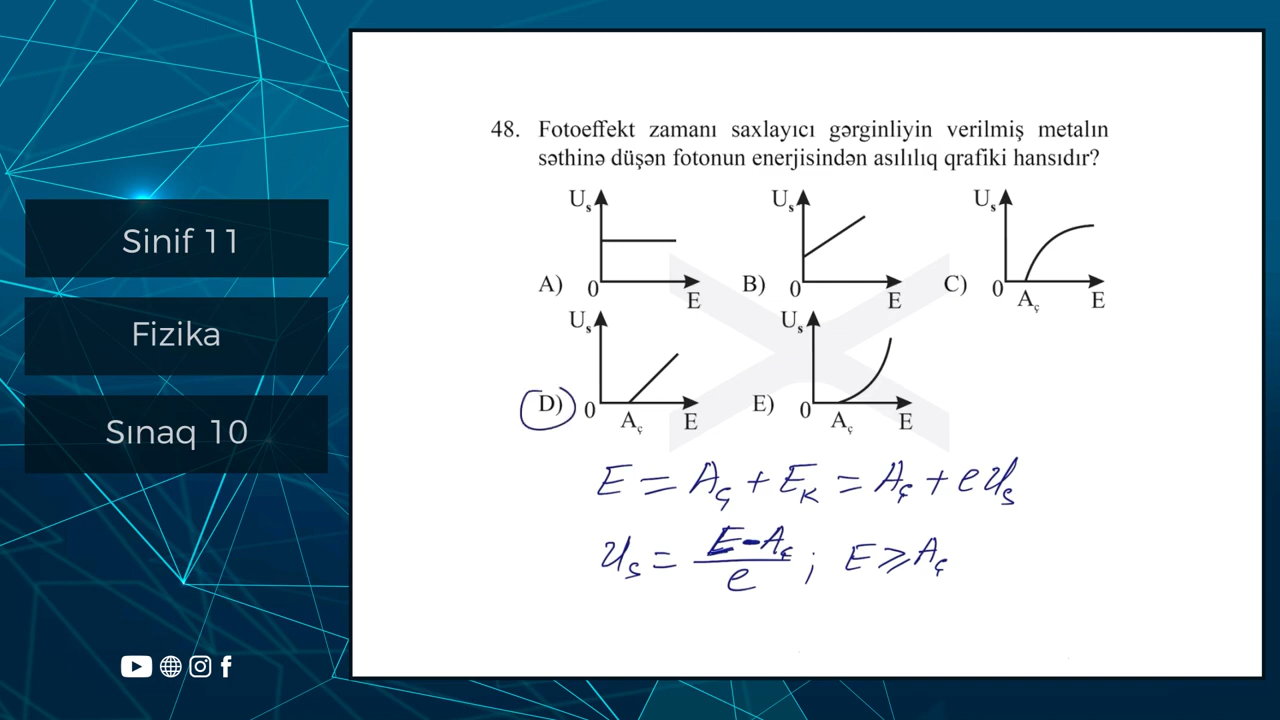 Sinif 11
Fizika
Sınaq 10
48. Fotoeffekt zamanı saxlayıcı gərginliyin verilmiş metalın
səthinə düşən fotonun enerjisindən asılılıq qrafiki hansıdır?
A) Us 0 E
B) Us 0 E
C) Us 0 Aç E
D) Us 0 Aç E
E) Us 0 Aç E
E = Aç + Eₖ = Aç + eUs
Us = (E - Aç)/e ; E ⩾ Aç